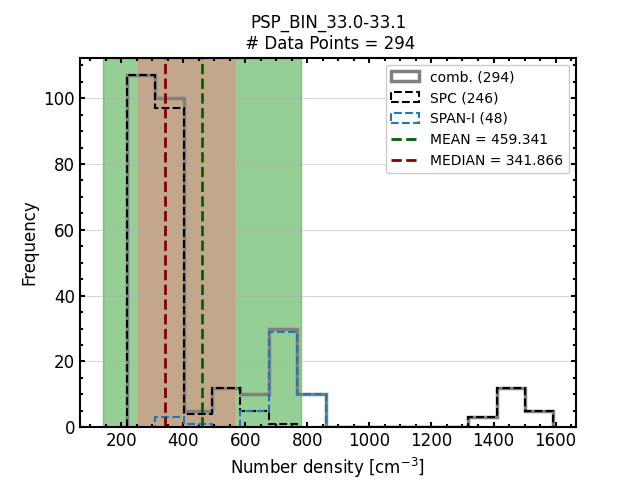 PSP_BIN_33.0-33.1
# Data Points = 294
comb. (294)
SPC (246)
SPAN-I (48)
MEAN = 459.341
MEDIAN = 341.866
Frequency
100
80
60
40
20
0
200 400 600 800 1000 1200 1400 1600
Number density [cm⁻³]